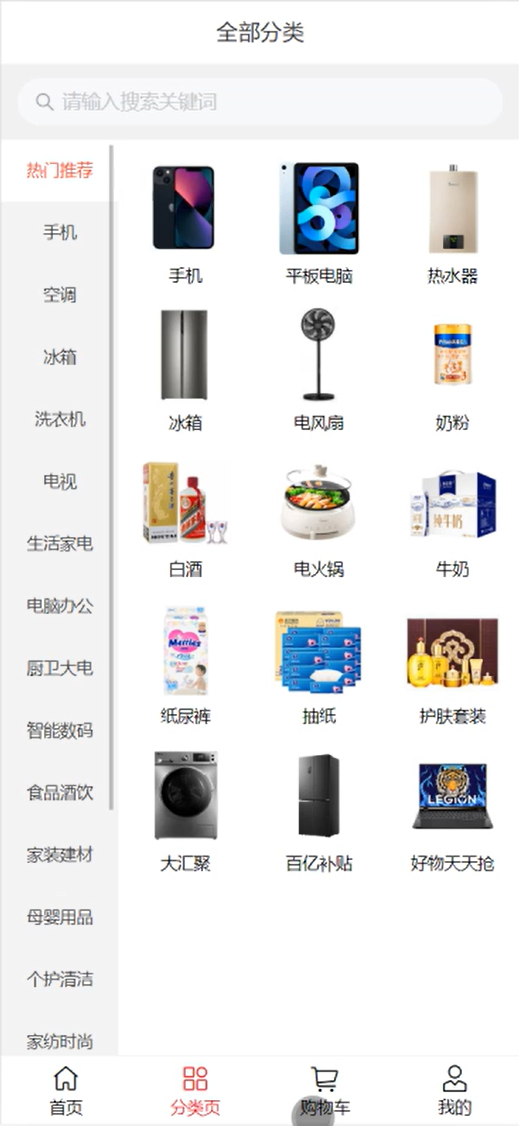 全部分类
请输入搜索关键词
热门推荐
手机
空调
冰箱
洗衣机
电视
生活家电
电脑办公
厨卫大电
智能数码
食品酒饮
家装建材
母婴用品
个护清洁
家纺时尚
手机
平板电脑
热水器
冰箱
电风扇
奶粉
白酒
电火锅
纯牛奶
牛奶
Merries
纸尿裤
抽纸
护肤套装
LEGION
大汇聚
百亿补贴
好物天天抢
首页
分类页
购物车
我的